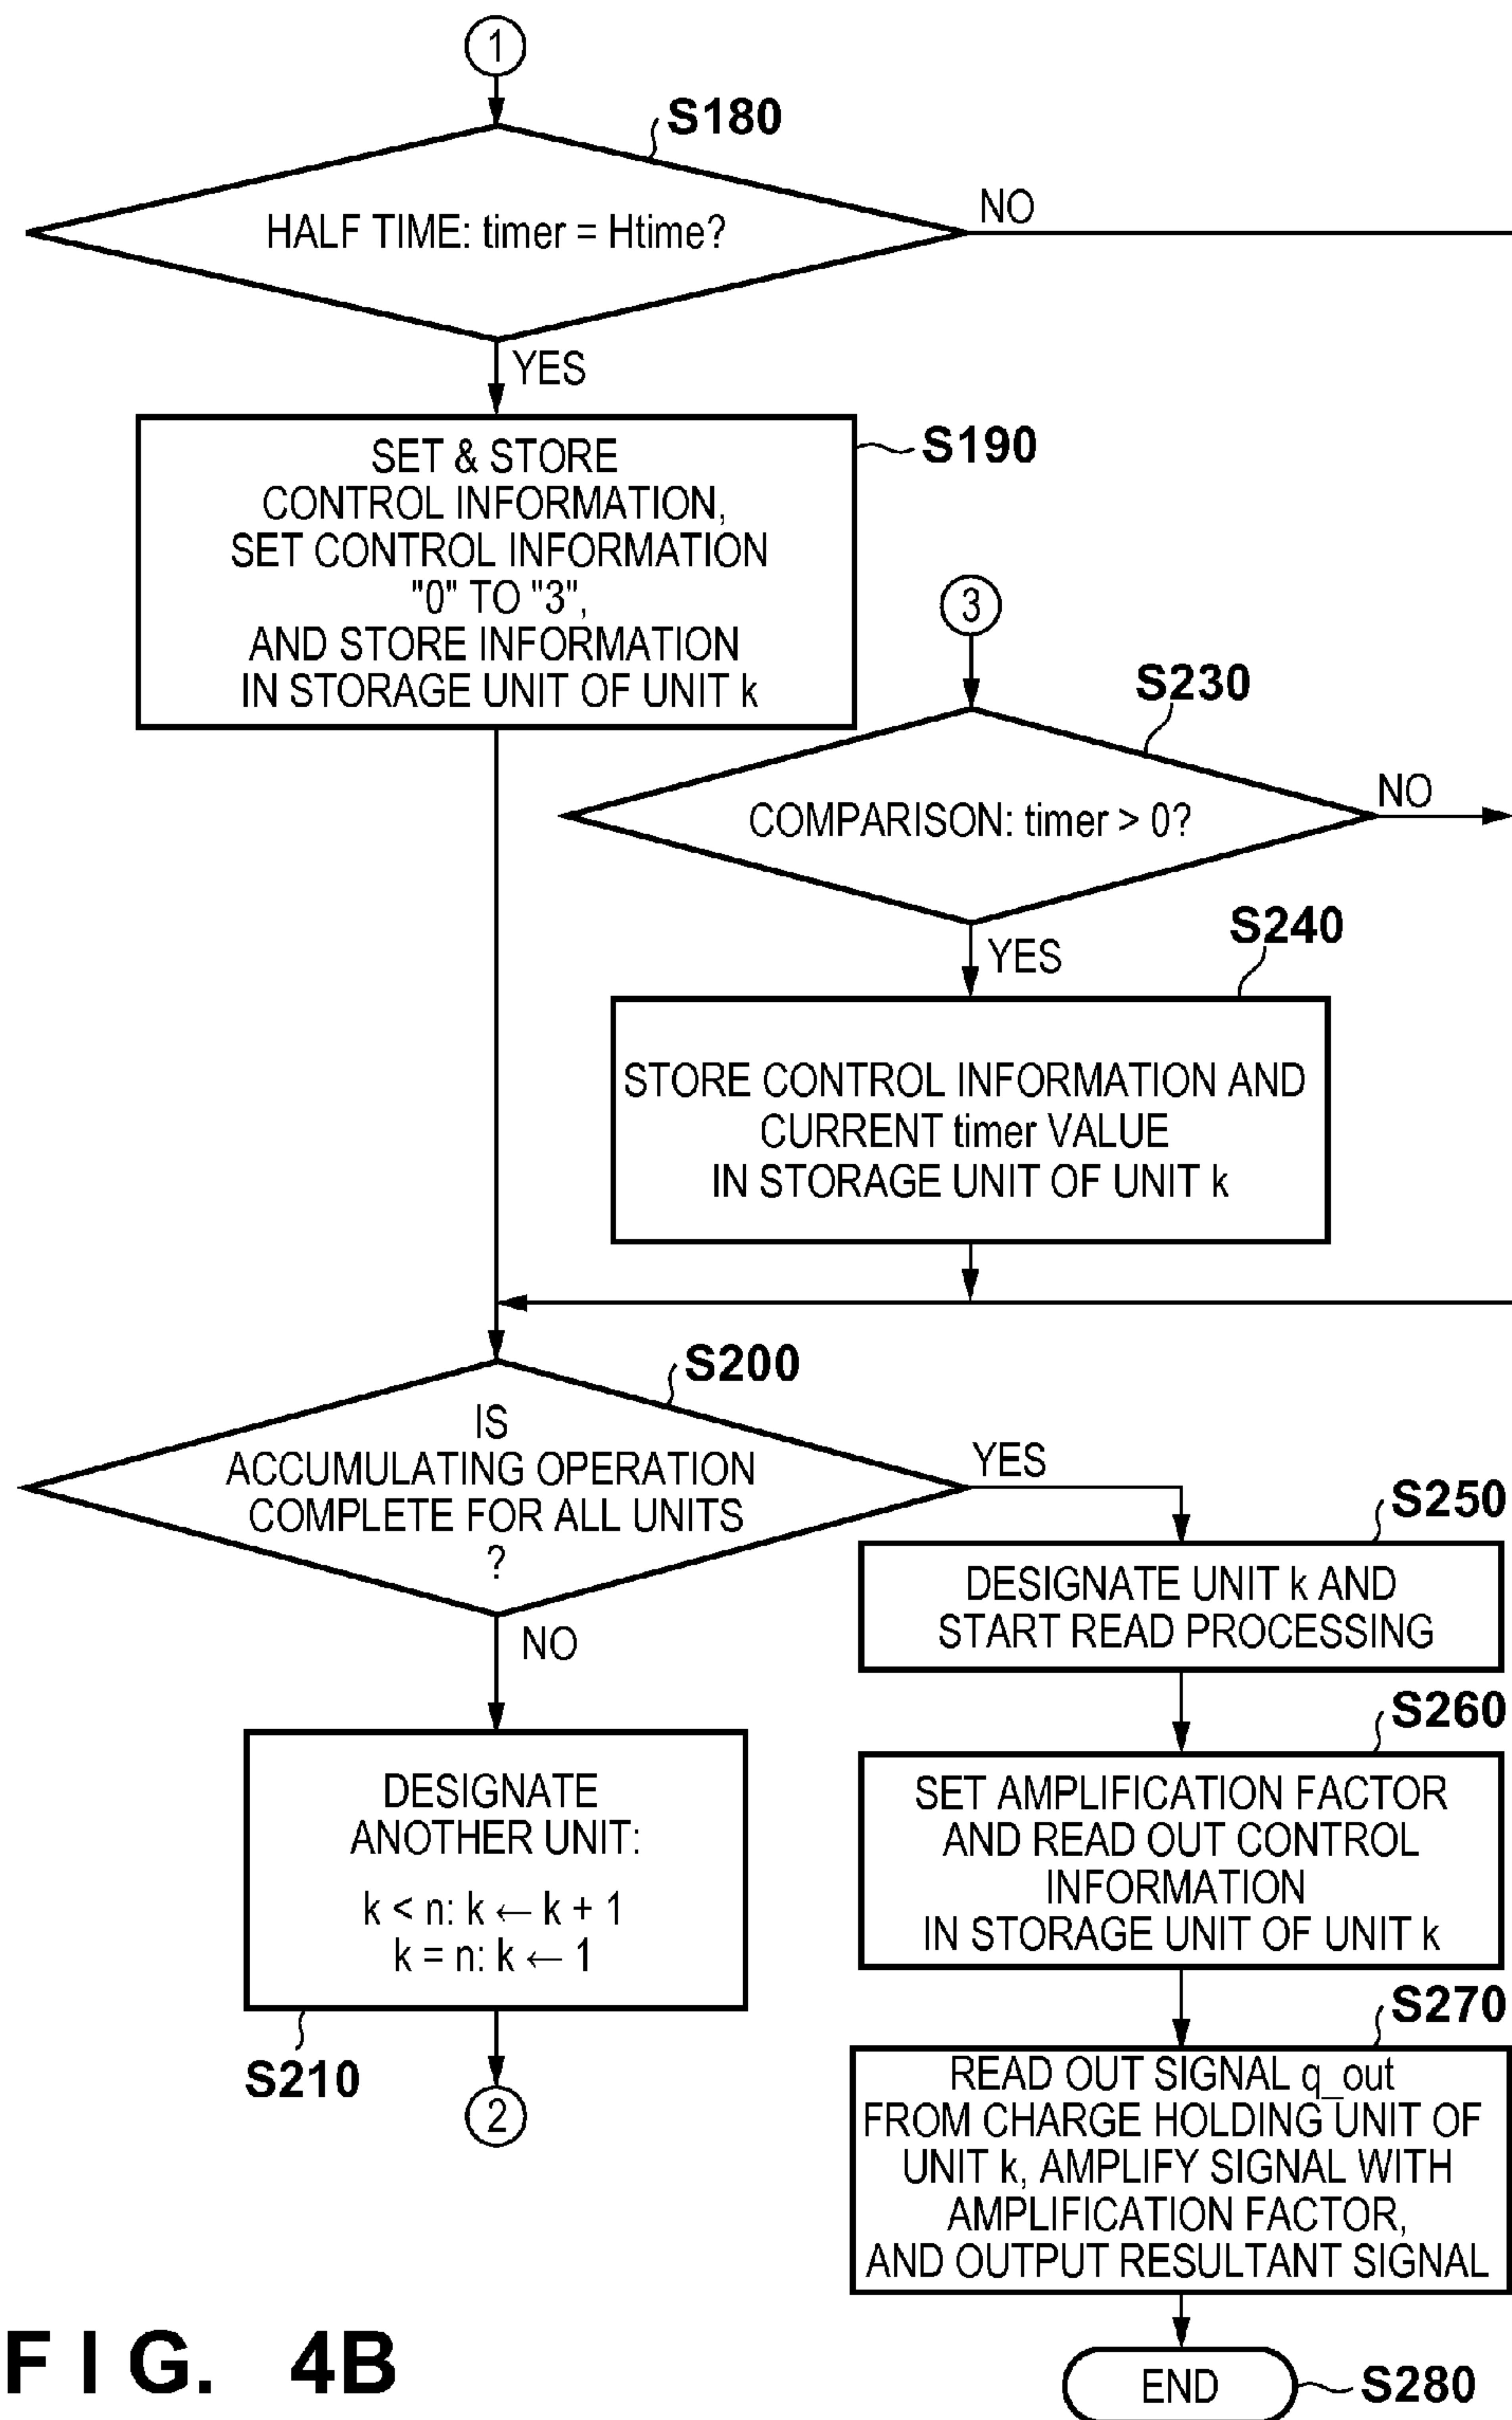 1
S180
HALF TIME: timer = Htime?
NO
YES
SET & STORE
CONTROL INFORMATION,
SET CONTROL INFORMATION
"0" TO "3",
AND STORE INFORMATION
IN STORAGE UNIT OF UNIT k
S190
3
S230
COMPARISON: timer > 0?
NO
YES
S240
STORE CONTROL INFORMATION AND
CURRENT timer VALUE
IN STORAGE UNIT OF UNIT k
S200
IS
ACCUMULATING OPERATION
COMPLETE FOR ALL UNITS
?
YES
NO
DESIGNATE
ANOTHER UNIT:
k < n: k ← k + 1
k = n: k ← 1
S210
2
S250
DESIGNATE UNIT k AND
START READ PROCESSING
S260
SET AMPLIFICATION FACTOR
AND READ OUT CONTROL
INFORMATION
IN STORAGE UNIT OF UNIT k
S270
READ OUT SIGNAL q_out
FROM CHARGE HOLDING UNIT OF
UNIT k, AMPLIFY SIGNAL WITH
AMPLIFICATION FACTOR,
AND OUTPUT RESULTANT SIGNAL
END
S280
FIG. 4B